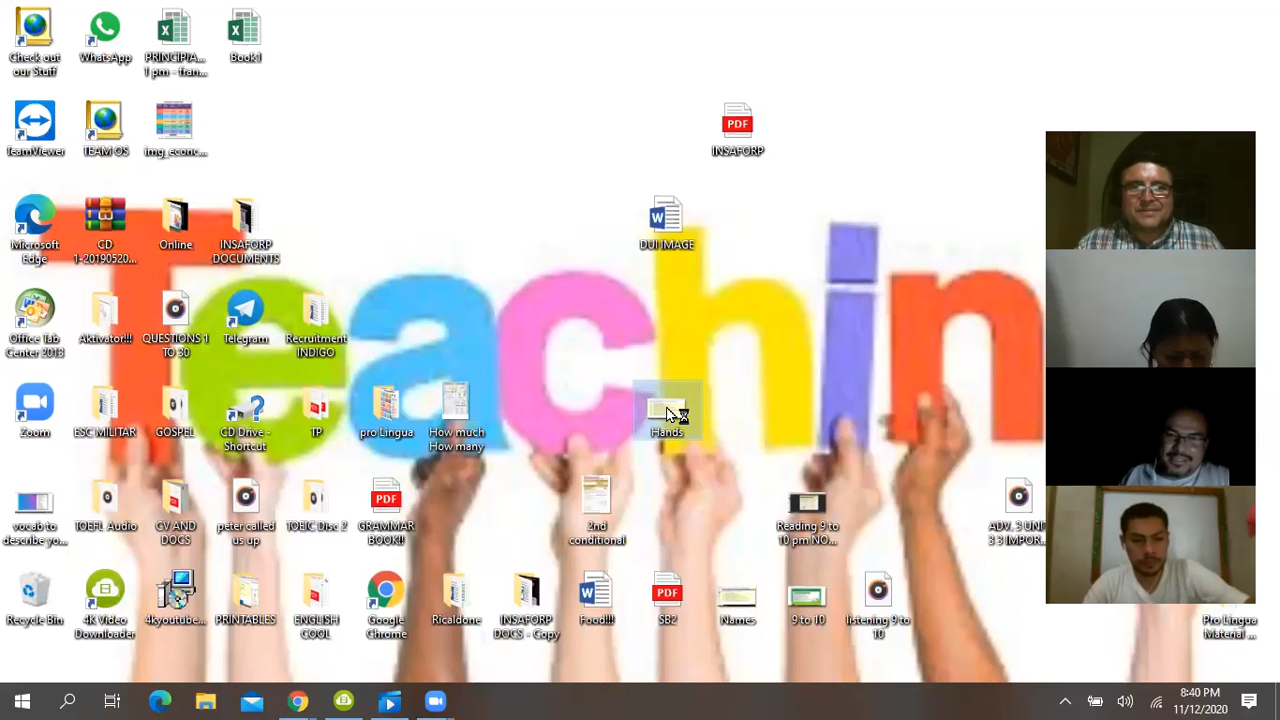 Check out
our Stuff
WhatsApp
PRINCIPIA...
1 pm - fran...
Book1
TeamViewer
TEAM OS
img_econc...
PDF
INSAFORP
Microsoft
Edge
CD
1-20190520...
Online
INSAFORP
DOCUMENTS
DUI IMAGE
Teachin
Office Tab
Center 2013
Aktivator!!!
QUESTIONS 1
TO 30
Telegram
Recruitment
INDIGO
Zoom
ESC MILITAR
GOSPEL
CD Drive -
Shortcut
TP
pro Lingua
How much
How many
Hands
vocab to
describe yo...
TOEFL Audio
CV AND
DOCS
peter called
us up
TOEIC Disc 2
PDF
GRAMMAR
BOOK!!
2nd
conditional
Reading 9 to
10 pm NO...
ADV. 3 UNI
3 3 IMPOR...
Recycle Bin
4K Video
Downloader
4kyoutube...
PRINTABLES
ENGLISH
COOL
Google
Chrome
Ricaldone
INSAFORP
DOCS - Copy
Food!!!
PDF
SB2
Names
9 to 10
listening 9 to
10
Pro Lingua
Material ...
8:40 PM
11/12/2020